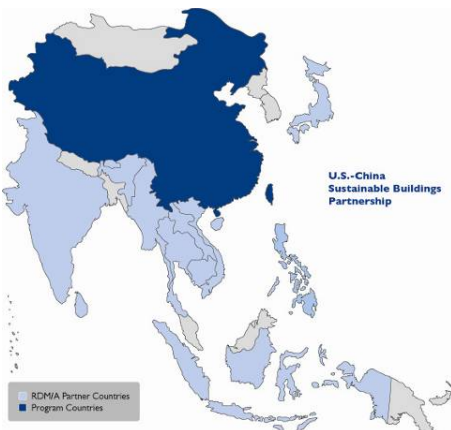 U.S.-China
Sustainable Buildings
Partnership
RDM/A Partner Countries
Program Countries